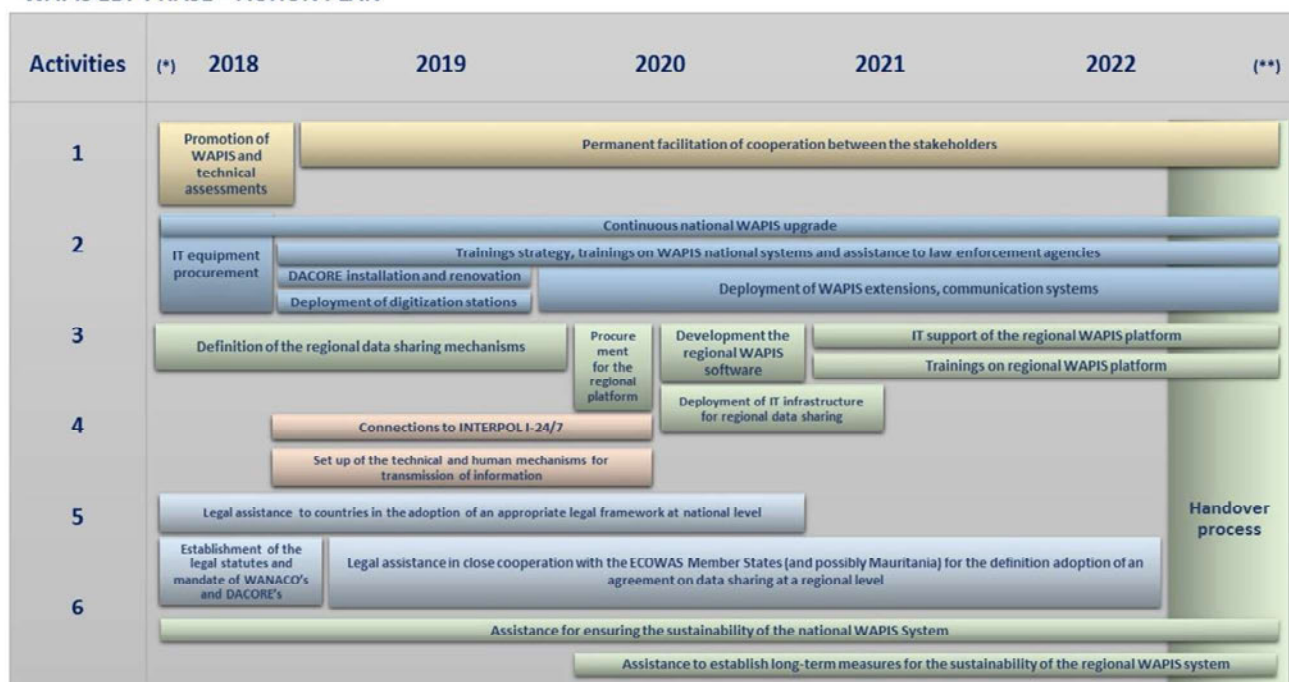 Activities (*) 2018 2019 2020 2021 2022 (**)
1
Promotion of
WAPIS and
technical
assessments
Permanent facilitation of cooperation between the stakeholders
2
Continuous national WAPIS upgrade
IT equipment
procurement
Trainings strategy, trainings on WAPIS national systems and assistance to law enforcement agencies
DACORE installation and renovation
Deployment of digitization stations
Deployment of WAPIS extensions, communication systems
3
Definition of the regional data sharing mechanisms
Procure
ment
for the
regional
platform
Development the
regional WAPIS
software
IT support of the regional WAPIS platform
Trainings on regional WAPIS platform
Deployment of IT infrastructure
for regional data sharing
4
Connections to INTERPOL I-24/7
Set up of the technical and human mechanisms for
transmission of information
5
Legal assistance to countries in the adoption of an appropriate legal framework at national level
Handover
process
Establishment of the
legal statutes and
mandate of WANACO's
and DACORE's
Legal assistance in close cooperation with the ECOWAS Member States (and possibly Mauritania) for the definition adoption of an
agreement on data sharing at a regional level
6
Assistance for ensuring the sustainability of the national WAPIS System
Assistance to establish long-term measures for the sustainability of the regional WAPIS system